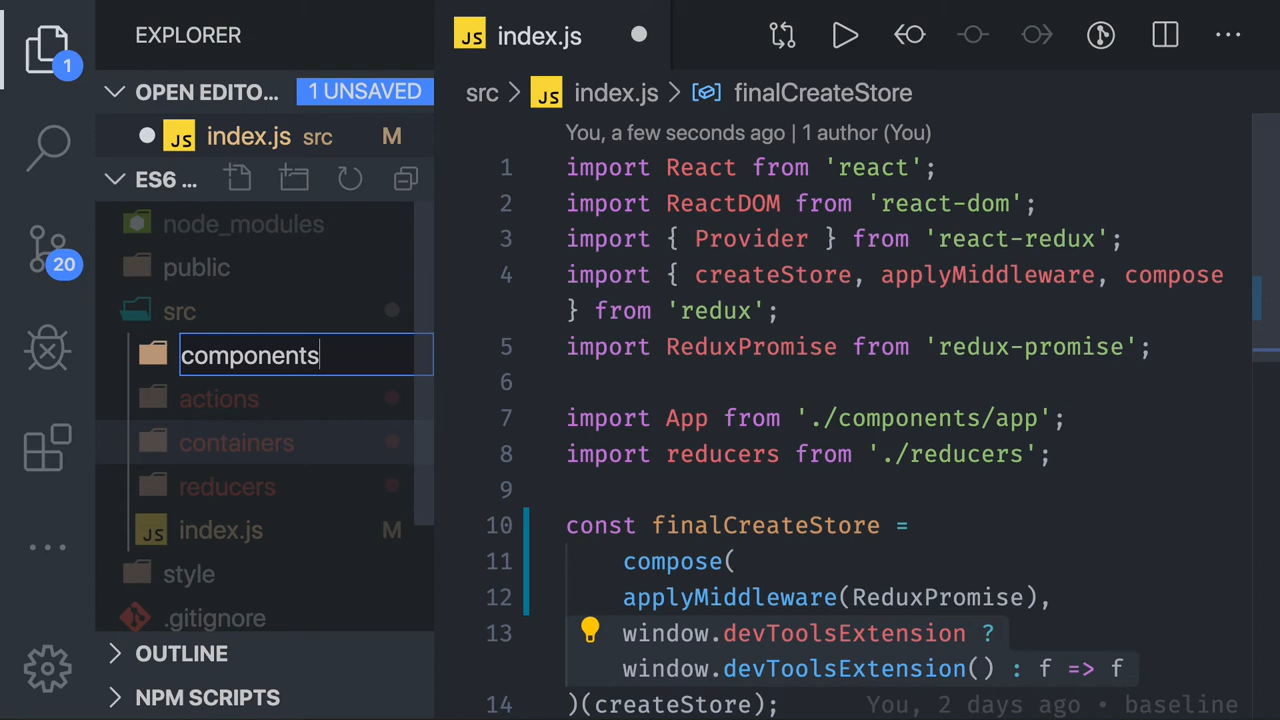 EXPLORER
1
OPEN EDITO...
1 UNSAVED
JS index.js src M
ES6 ...
node_modules
public
src
components
actions
containers
reducers
JS index.js M
style
.gitignore
OUTLINE
NPM SCRIPTS
20
JS index.js
src > JS index.js > finalCreateStore
You, a few seconds ago | 1 author (You)
1 import React from 'react';
2 import ReactDOM from 'react-dom';
3 import { Provider } from 'react-redux';
4 import { createStore, applyMiddleware, compose
} from 'redux';
5 import ReduxPromise from 'redux-promise';
6
7 import App from './components/app';
8 import reducers from './reducers';
9
10 const finalCreateStore =
11 compose(
12 applyMiddleware(ReduxPromise),
13 window.devToolsExtension ?
window.devToolsExtension() : f => f
14 )(createStore); You, 2 days ago • baseline